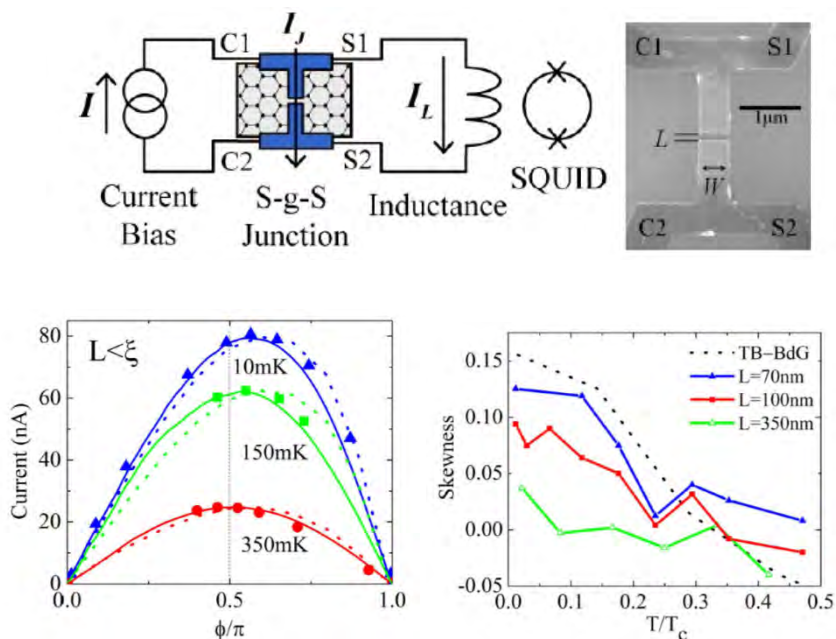 C1
I_J
S1
I
I_L
C2
S2
Current
Bias
S-g-S
Junction
Inductance
SQUID
C1
S1
1μm
L
W
C2
S2
L<ξ
10mK
150mK
350mK
80
60
40
20
0
0.0
0.5
1.0
Current (nA)
ϕ/π
TB−BdG
L=70nm
L=100nm
L=350nm
0.15
0.10
0.05
0.00
-0.05
0.0
0.1
0.2
0.3
0.4
0.5
Skewness
T/T_c